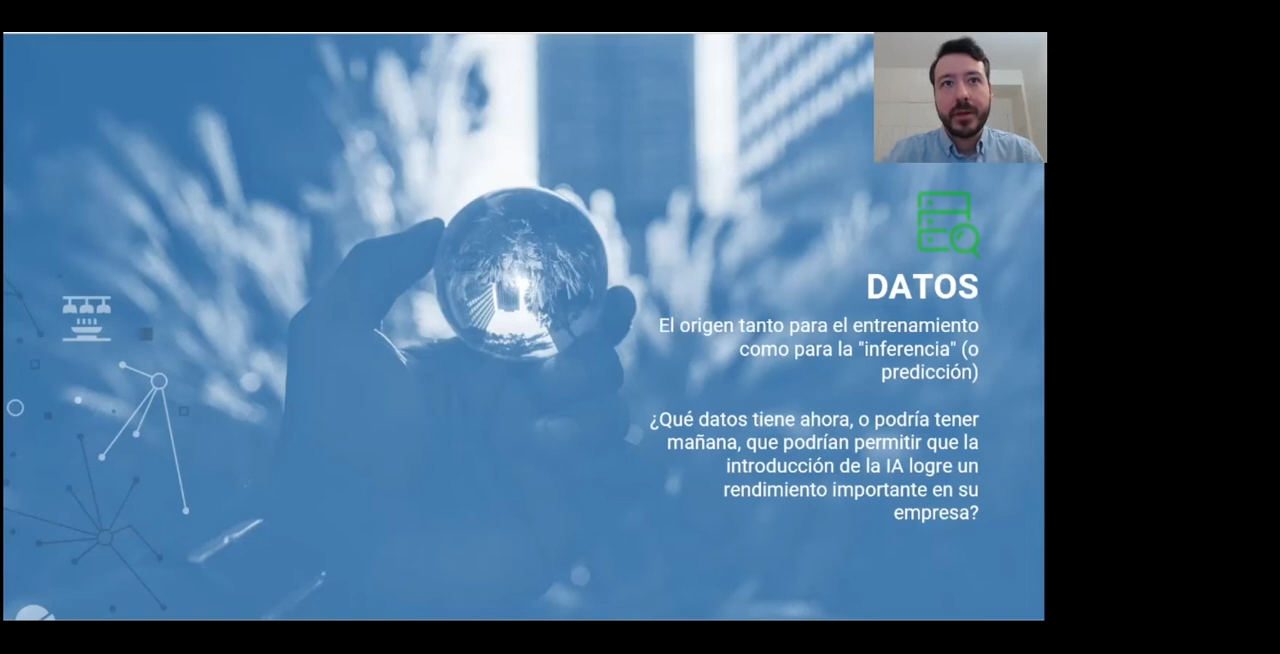 DATOS
El origen tanto para el entrenamiento
como para la "inferencia" (o
predicción)
¿Qué datos tiene ahora, o podría tener
mañana, que podrían permitir que la
introducción de la IA logre un
rendimiento importante en su
empresa?